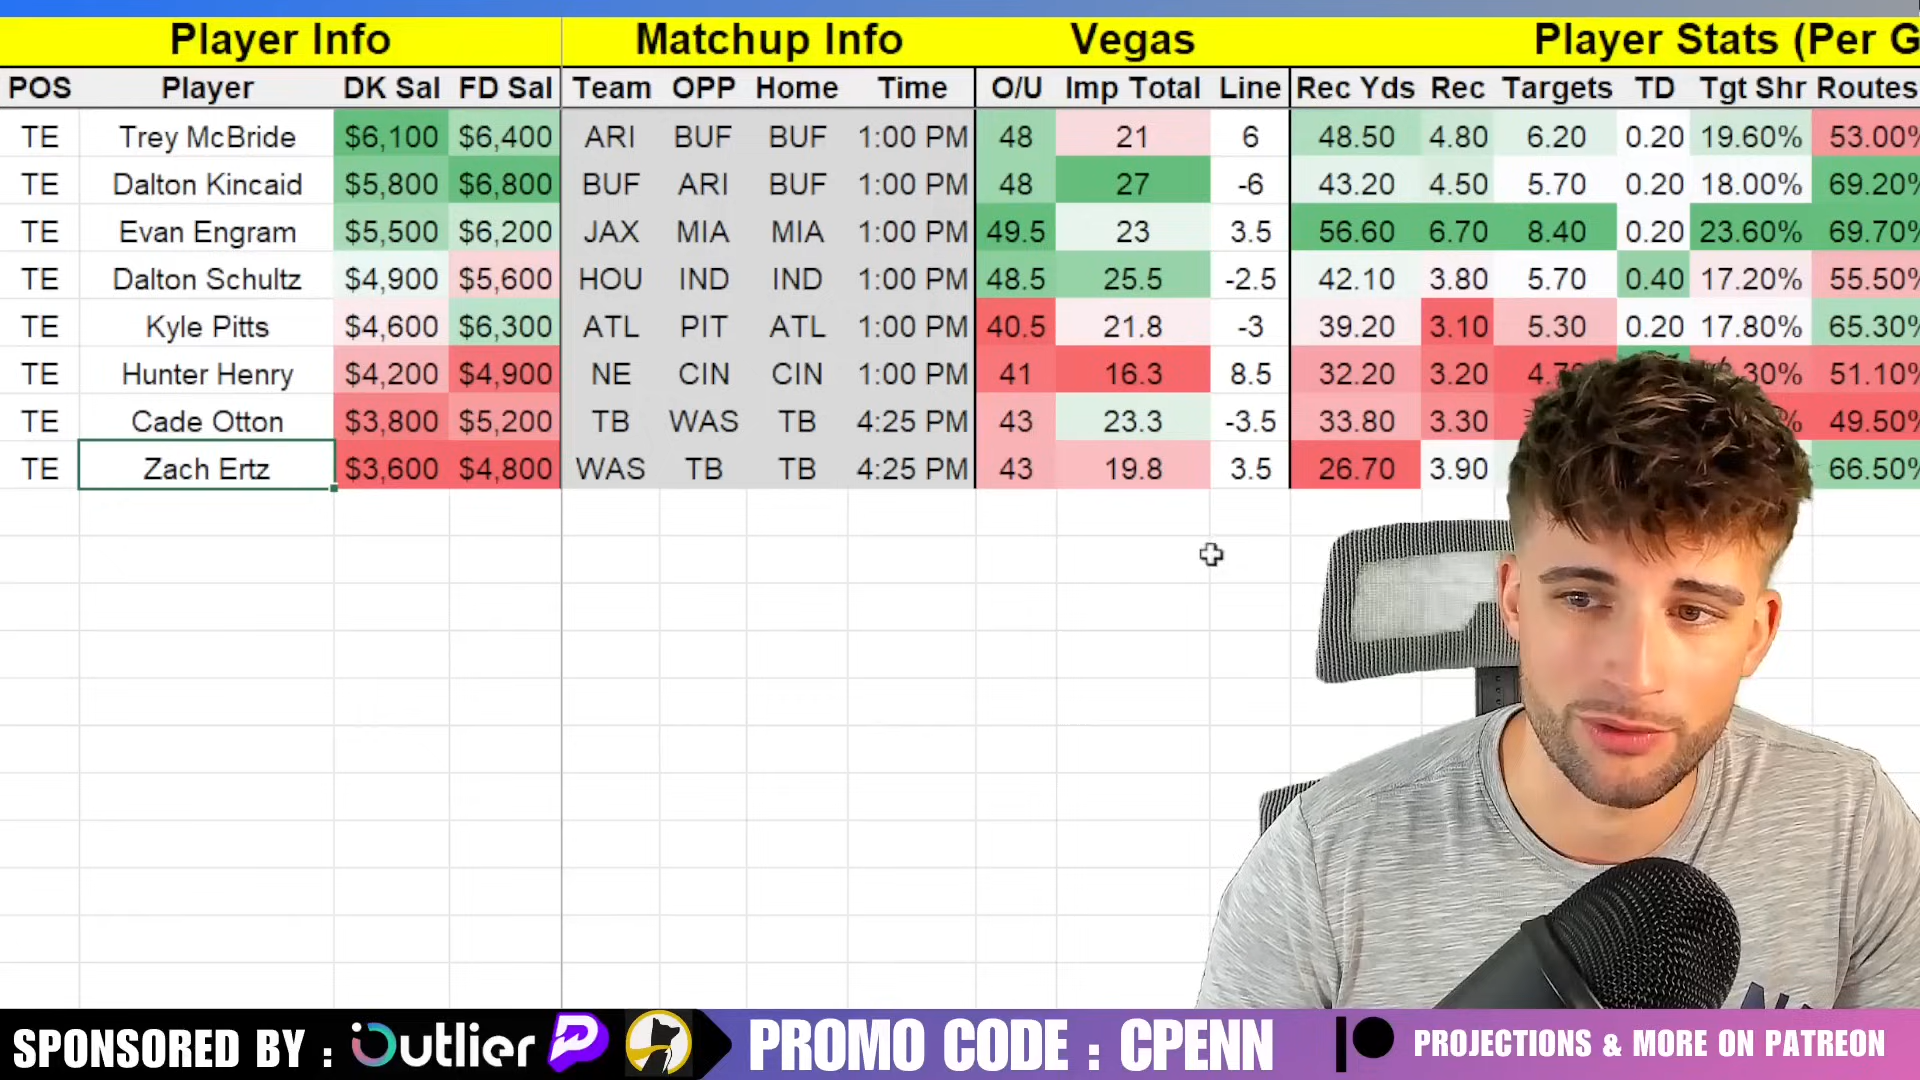 Player Info Matchup Info Vegas Player Stats (Per G
POS Player DK Sal FD Sal Team OPP Home Time O/U Imp Total Line Rec Yds Rec Targets TD Tgt Shr Routes
TE Trey McBride $6,100 $6,400 ARI BUF BUF 1:00 PM 48 21 6 48.50 4.80 6.20 0.20 19.60% 53.00%
TE Dalton Kincaid $5,800 $6,800 BUF ARI BUF 1:00 PM 48 27 -6 43.20 4.50 5.70 0.20 18.00% 69.20%
TE Evan Engram $5,500 $6,200 JAX MIA MIA 1:00 PM 49.5 23 3.5 56.60 6.70 8.40 0.20 23.60% 69.70%
TE Dalton Schultz $4,900 $5,600 HOU IND IND 1:00 PM 48.5 25.5 -2.5 42.10 3.80 5.70 0.40 17.20% 55.50%
TE Kyle Pitts $4,600 $6,300 ATL PIT ATL 1:00 PM 40.5 21.8 -3 39.20 3.10 5.30 0.20 17.80% 65.30%
TE Hunter Henry $4,200 $4,900 NE CIN CIN 1:00 PM 41 16.3 8.5 32.20 3.20 51.10%
TE Cade Otton $3,800 $5,200 TB WAS TB 4:25 PM 43 23.3 -3.5 33.80 3.30 49.50%
TE Zach Ertz $3,600 $4,800 WAS TB TB 4:25 PM 43 19.8 3.5 26.70 3.90 66.50%
SPONSORED BY : Outlier PROMO CODE : CPENN PROJECTIONS & MORE ON PATREON